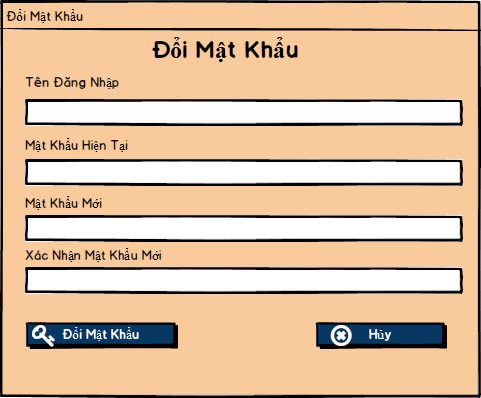 Đổi Mật Khẩu
Đổi Mật Khẩu
Tên Đăng Nhập
Mật Khẩu Hiện Tại
Mật Khẩu Mới
Xác Nhận Mật Khẩu Mới
Đổi Mật Khẩu
Hủy